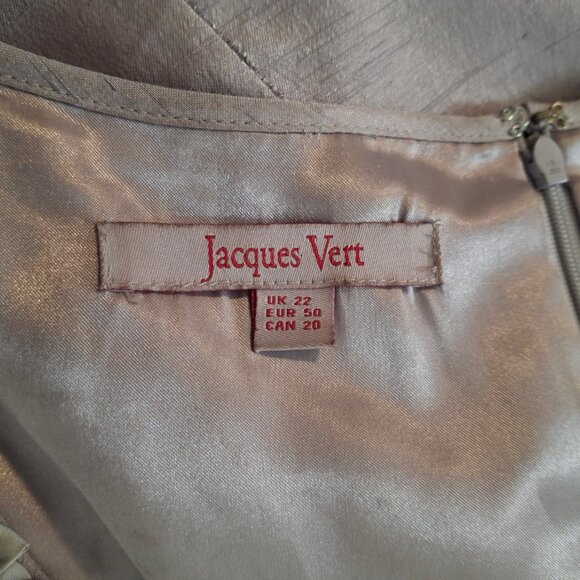 Jacques Vert
UK 22
EUR 50
CAN 20